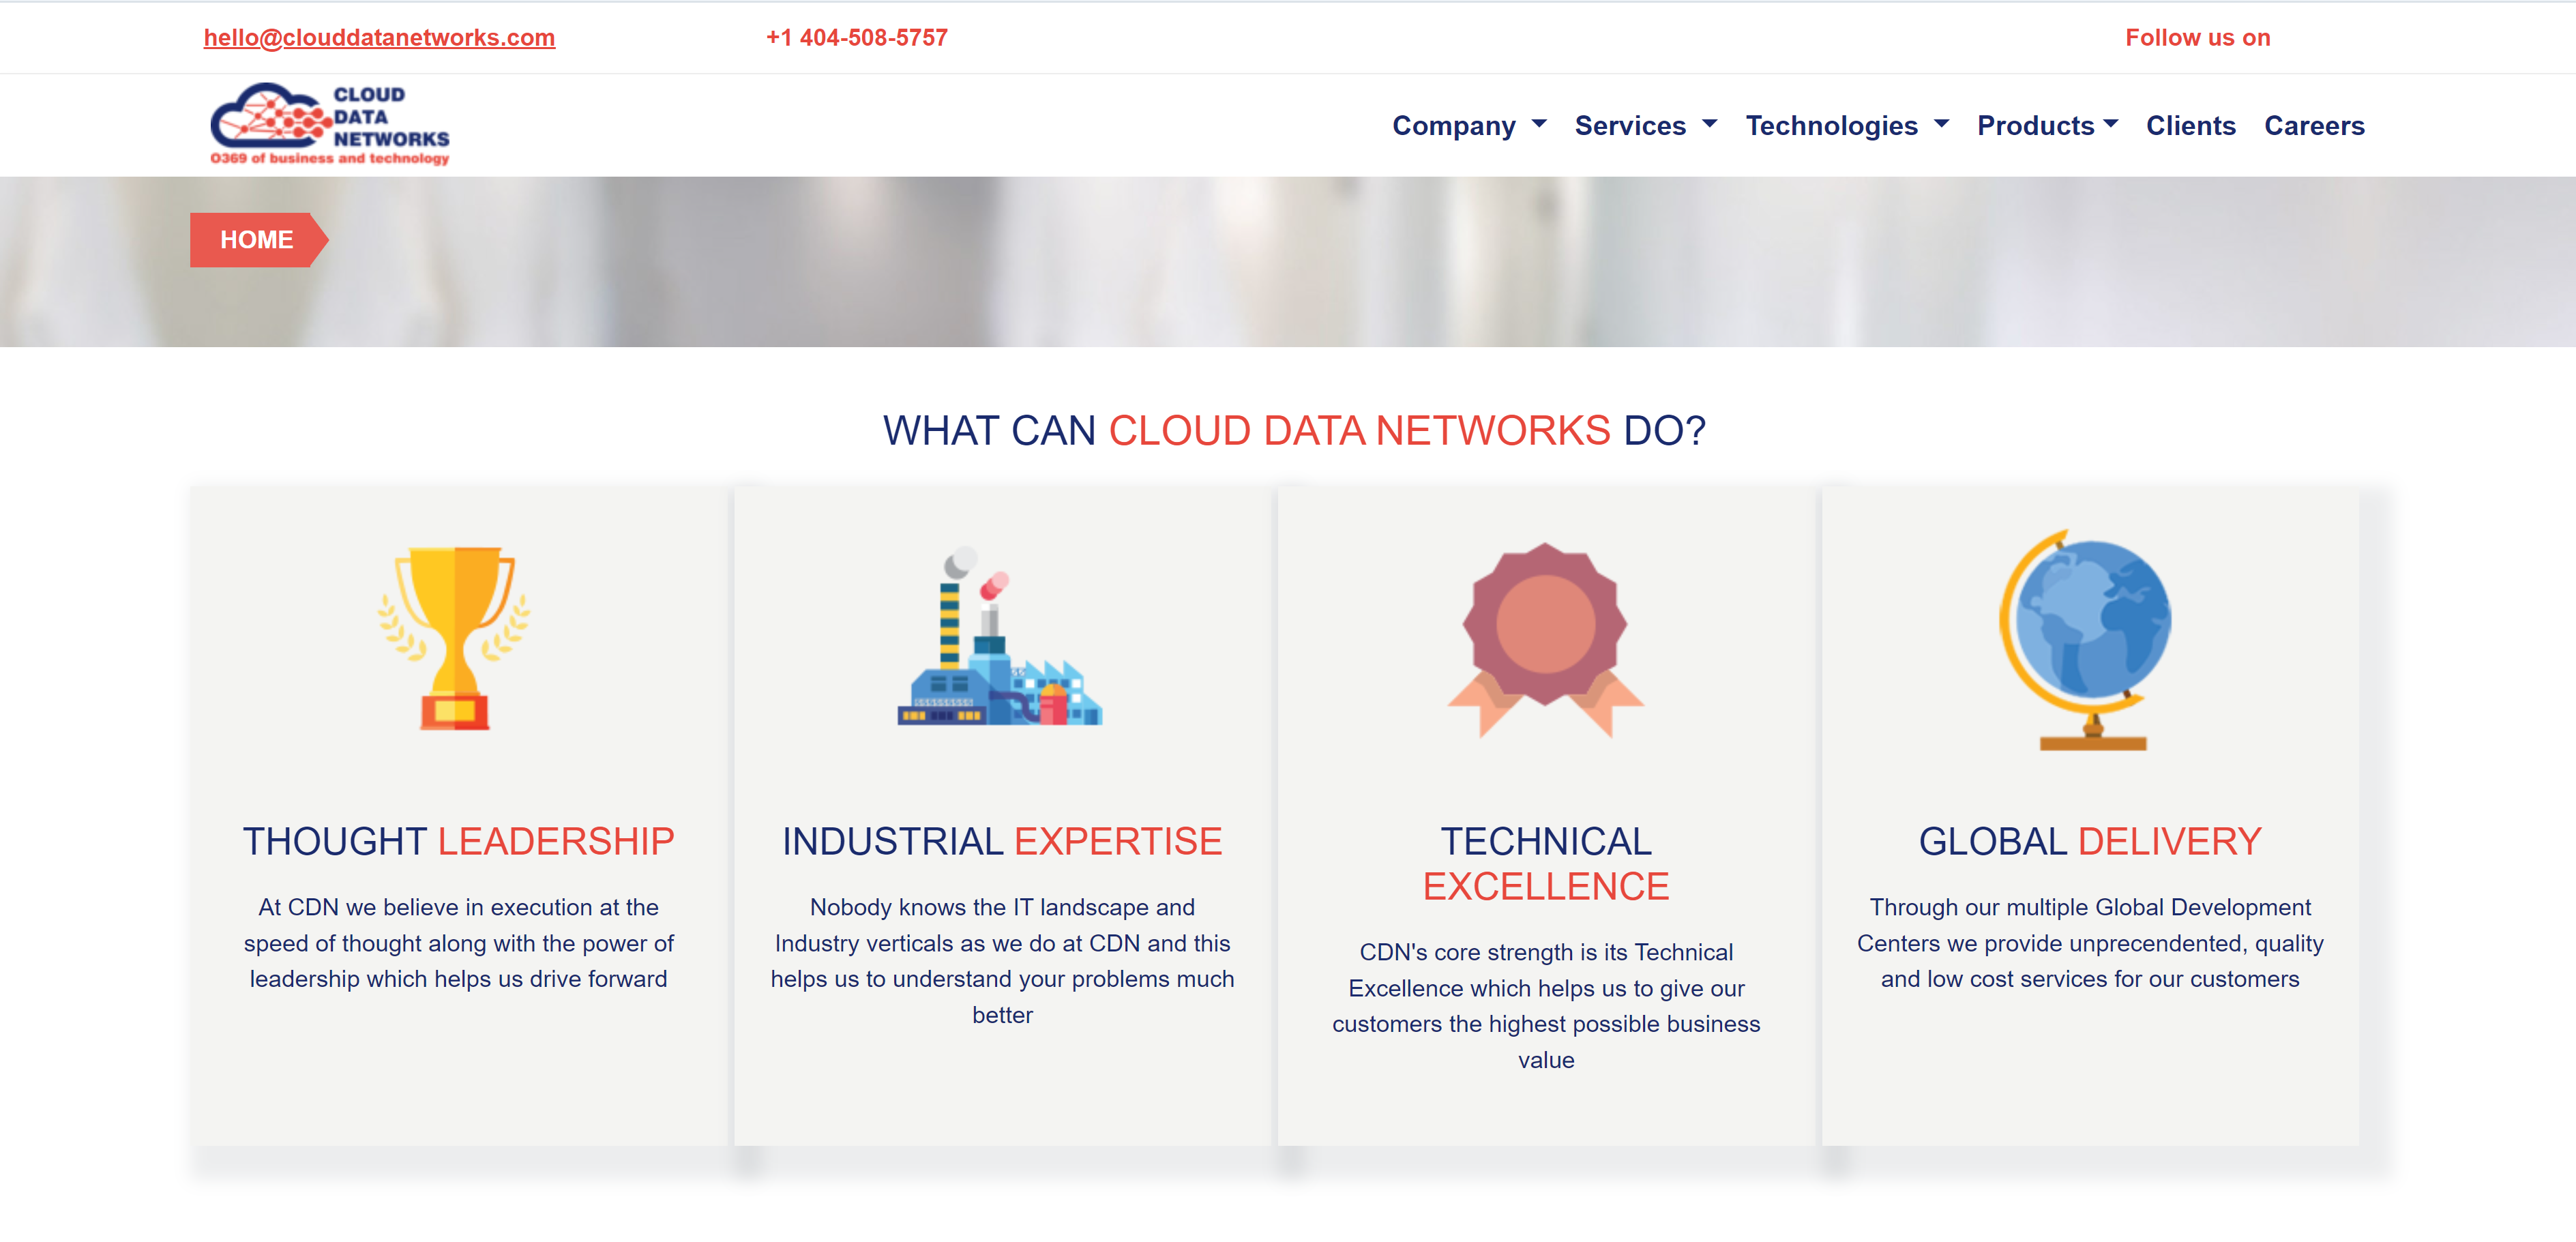 hello@clouddatanetworks.com
+1 404-508-5757
Follow us on
CLOUD
DATA
NETWORKS
O369 of business and technology
Company
Services
Technologies
Products
Clients
Careers
HOME
WHAT CAN CLOUD DATA NETWORKS DO?
THOUGHT LEADERSHIP
At CDN we believe in execution at the
speed of thought along with the power of
leadership which helps us drive forward
INDUSTRIAL EXPERTISE
Nobody knows the IT landscape and
Industry verticals as we do at CDN and this
helps us to understand your problems much
better
TECHNICAL
EXCELLENCE
CDN's core strength is its Technical
Excellence which helps us to give our
customers the highest possible business
value
GLOBAL DELIVERY
Through our multiple Global Development
Centers we provide unprecendented, quality
and low cost services for our customers